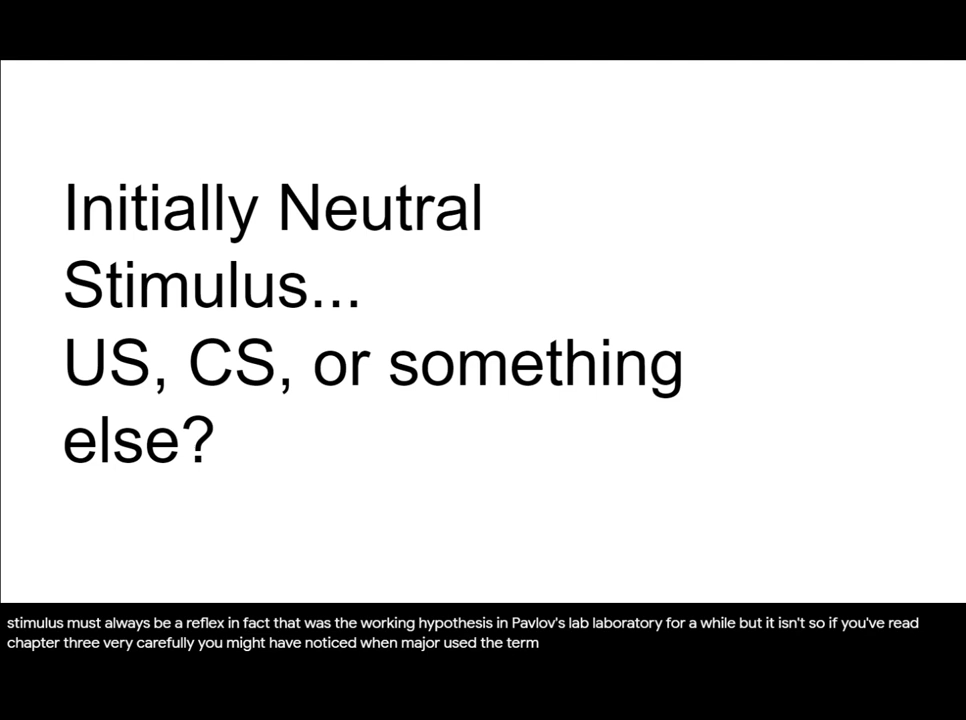 Initially Neutral
Stimulus...
US, CS, or something
else?
stimulus must always be a reflex in fact that was the working hypothesis in Pavlov's lab laboratory for a while but it isn't so if you've read
chapter three very carefully you might have noticed when major used the term